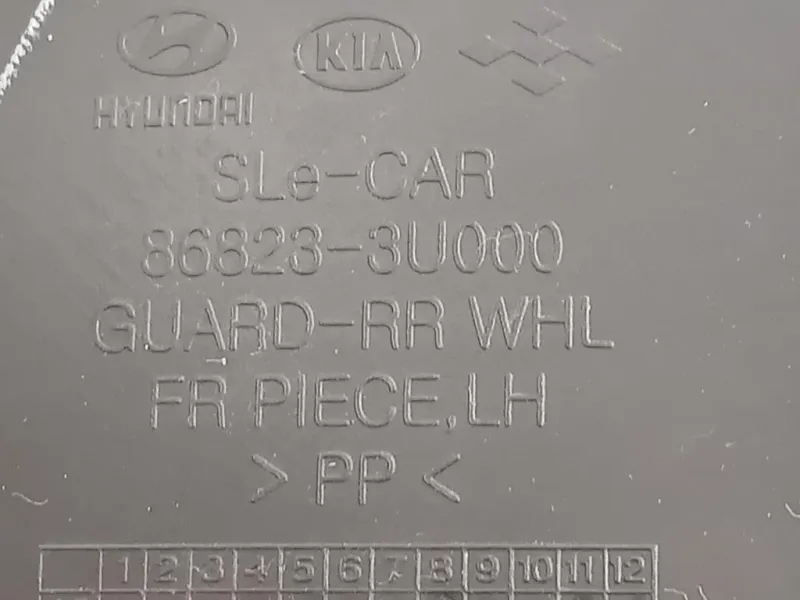 KIA
HYUNDAI
SLe-CAR
86823-3U000
GUARD-RR WHL
FR PIECE,LH
> PP <
1 2 3 4 5 6 7 8 9 10 11 12